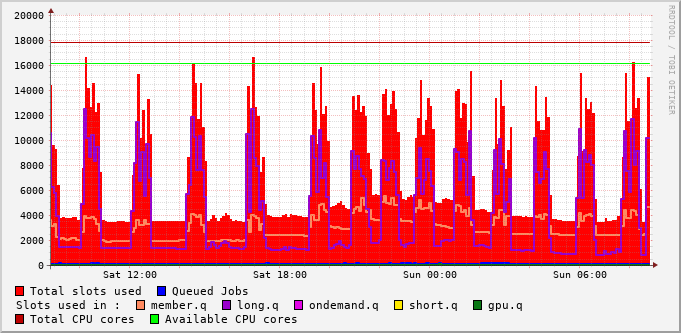 20000
18000
16000
14000
12000
10000
8000
6000
4000
2000
0
Sat 12:00 Sat 18:00 Sun 00:00 Sun 06:00
RRDTOOL / TOBI OETIKER
Total slots used Queued Jobs
Slots used in : member.q long.q ondemand.q short.q gpu.q
Total CPU cores Available CPU cores